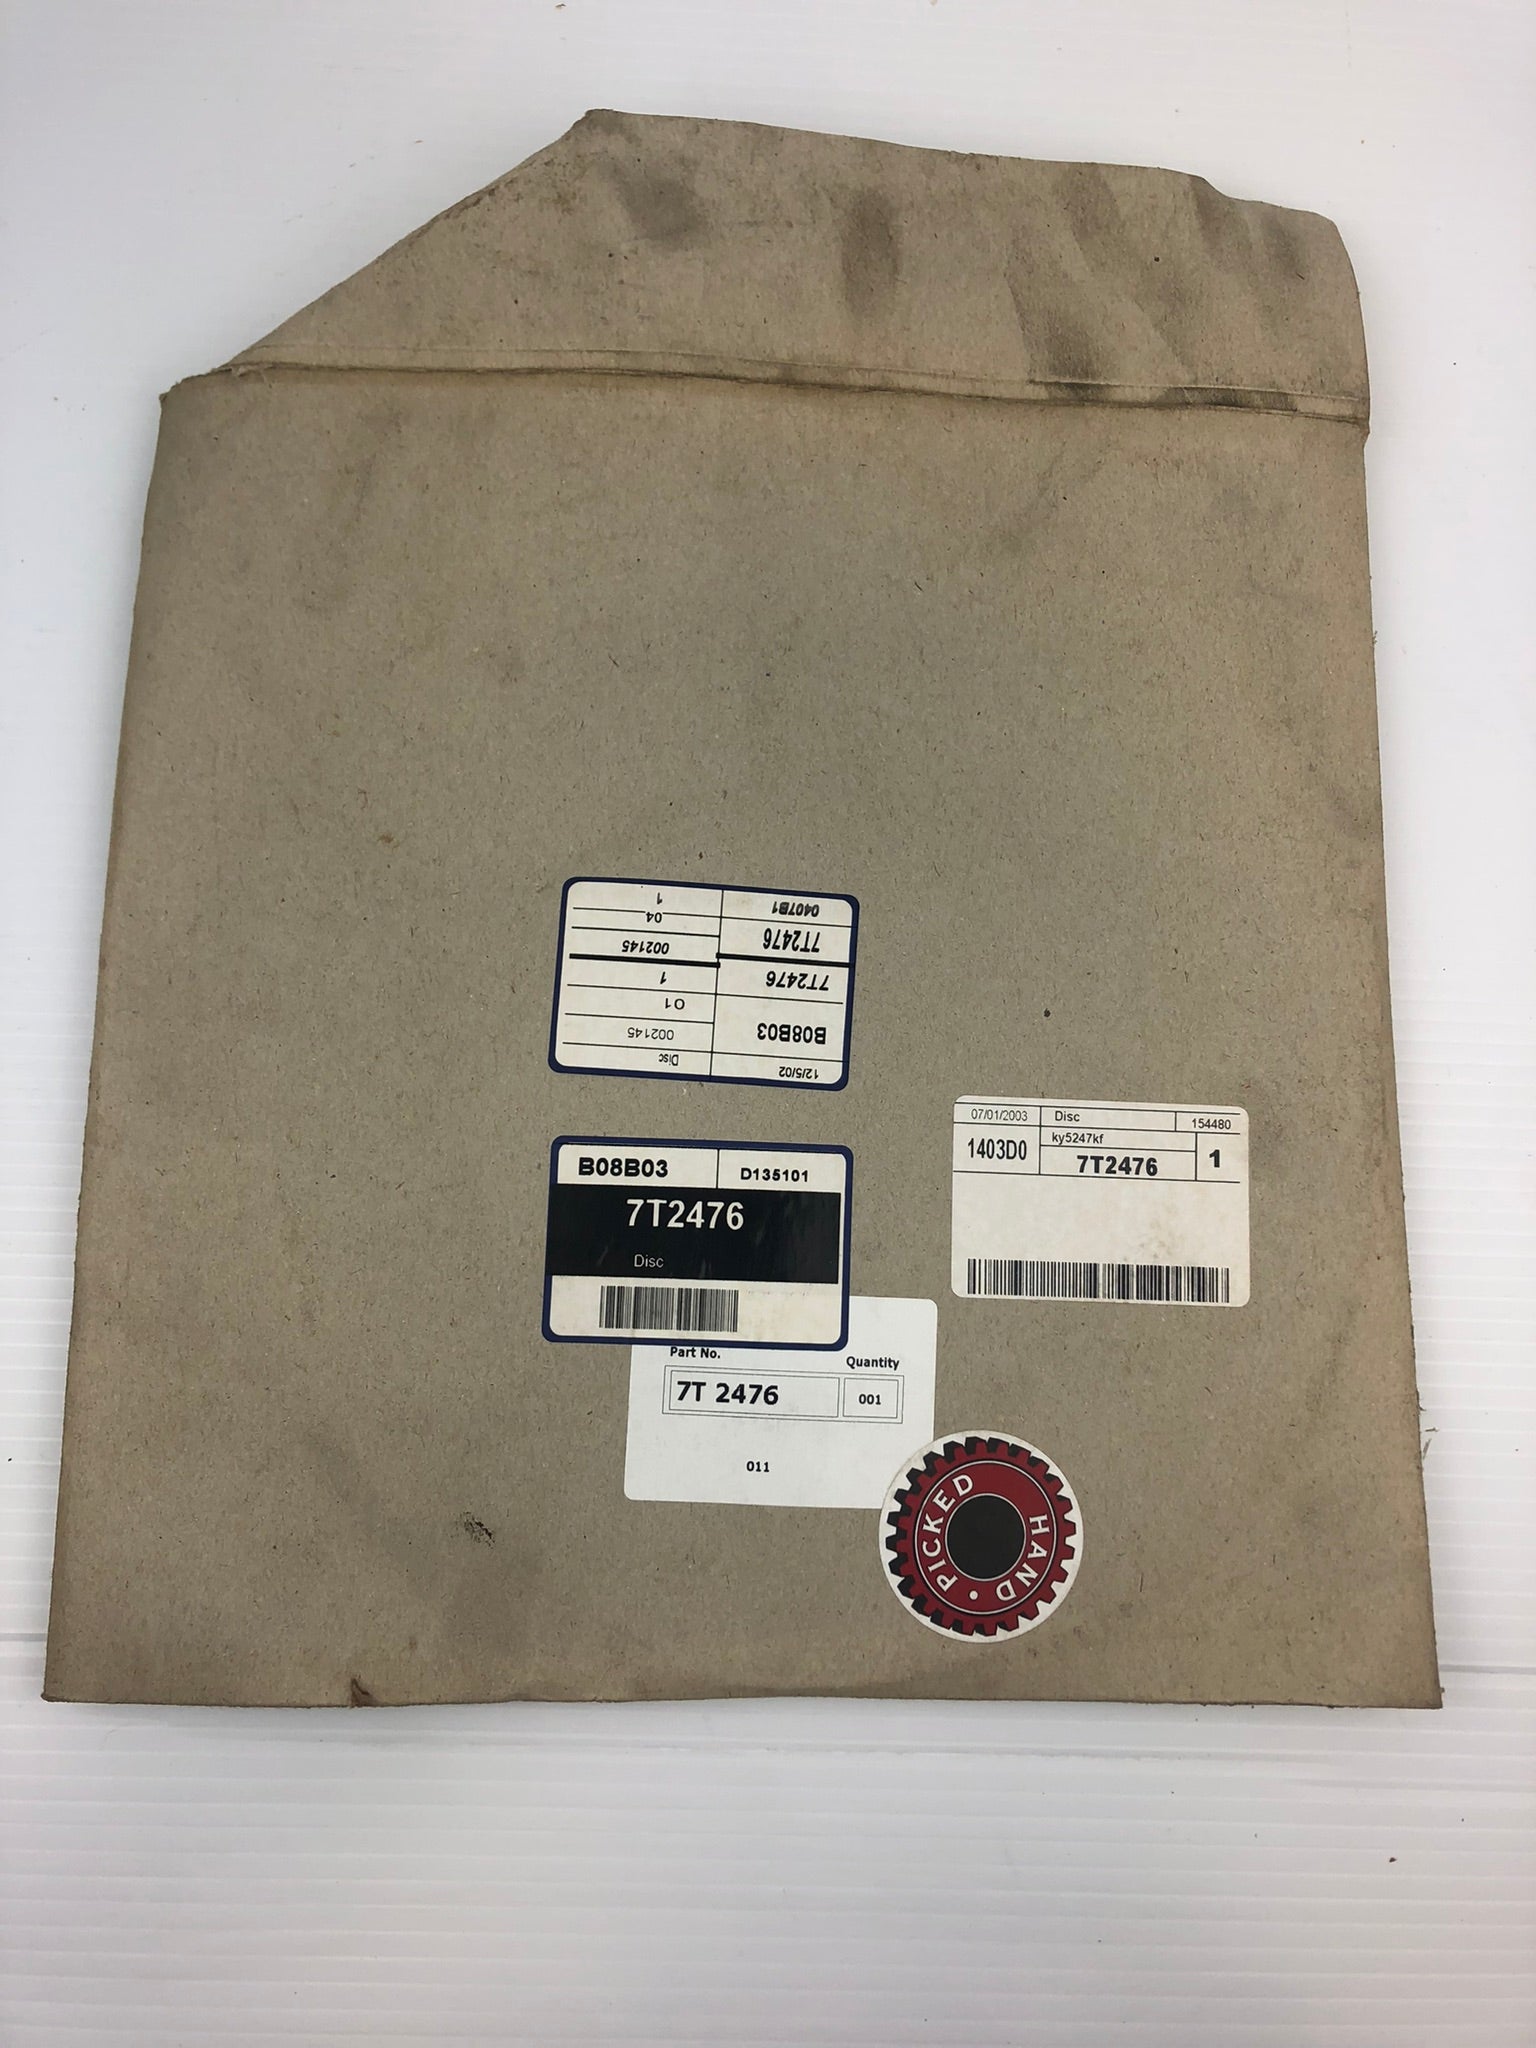 0407B1 1
04
7T2476 002145
7T2476 1
B08B03 01
002145
12/5/02 Disc
07/01/2003 Disc 154480
1403D0 ky5247kf
7T2476 1
B08B03 D135101
7T2476
Disc
Part No. Quantity
7T 2476 001
011
HAND • PICKED